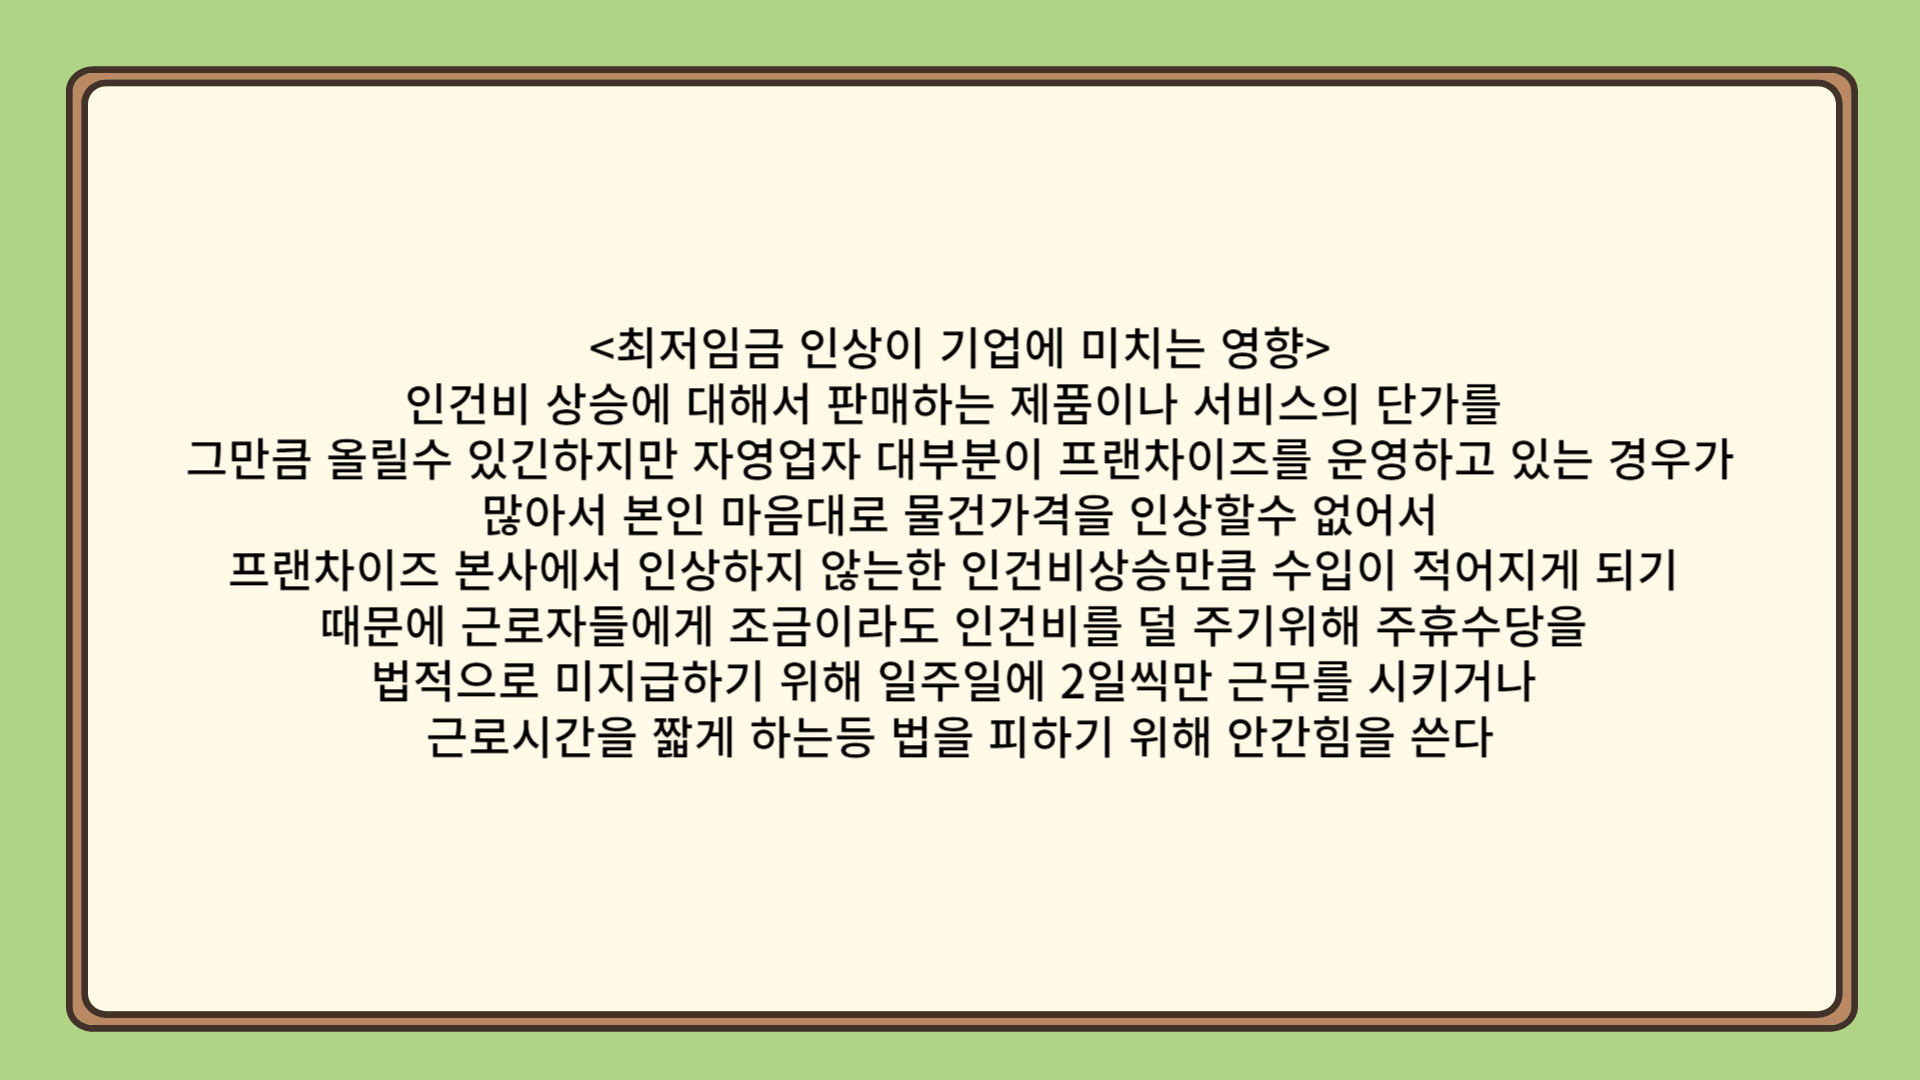 <최저임금 인상이 기업에 미치는 영향>
인건비 상승에 대해서 판매하는 제품이나 서비스의 단가를
그만큼 올릴수 있긴하지만 자영업자 대부분이 프랜차이즈를 운영하고 있는 경우가
많아서 본인 마음대로 물건가격을 인상할수 없어서
프랜차이즈 본사에서 인상하지 않는한 인건비상승만큼 수입이 적어지게 되기
때문에 근로자들에게 조금이라도 인건비를 덜 주기위해 주휴수당을
법적으로 미지급하기 위해 일주일에 2일씩만 근무를 시키거나
근로시간을 짧게 하는등 법을 피하기 위해 안간힘을 쓴다